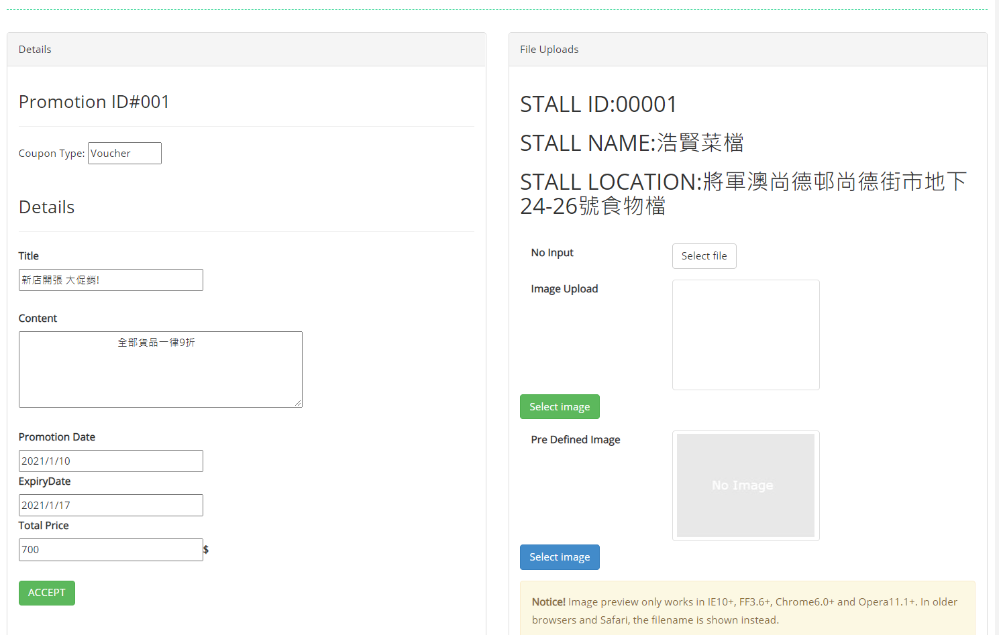 Details
Promotion ID#001
Coupon Type: Voucher
Details
Title
新店開張 大促銷!
Content
全部貨品一律9折
Promotion Date
2021/1/10
ExpiryDate
2021/1/17
Total Price
700$
ACCEPT
File Uploads
STALL ID:00001
STALL NAME:浩賢菜檔
STALL LOCATION:將軍澳尚德邨尚德街市地下
24-26號食物檔
No Input
Select file
Image Upload
Select image
Pre Defined Image
No Image
Select image
Notice! Image preview only works in IE10+, FF3.6+, Chrome6.0+ and Opera11.1+. In older
browsers and Safari, the filename is shown instead.